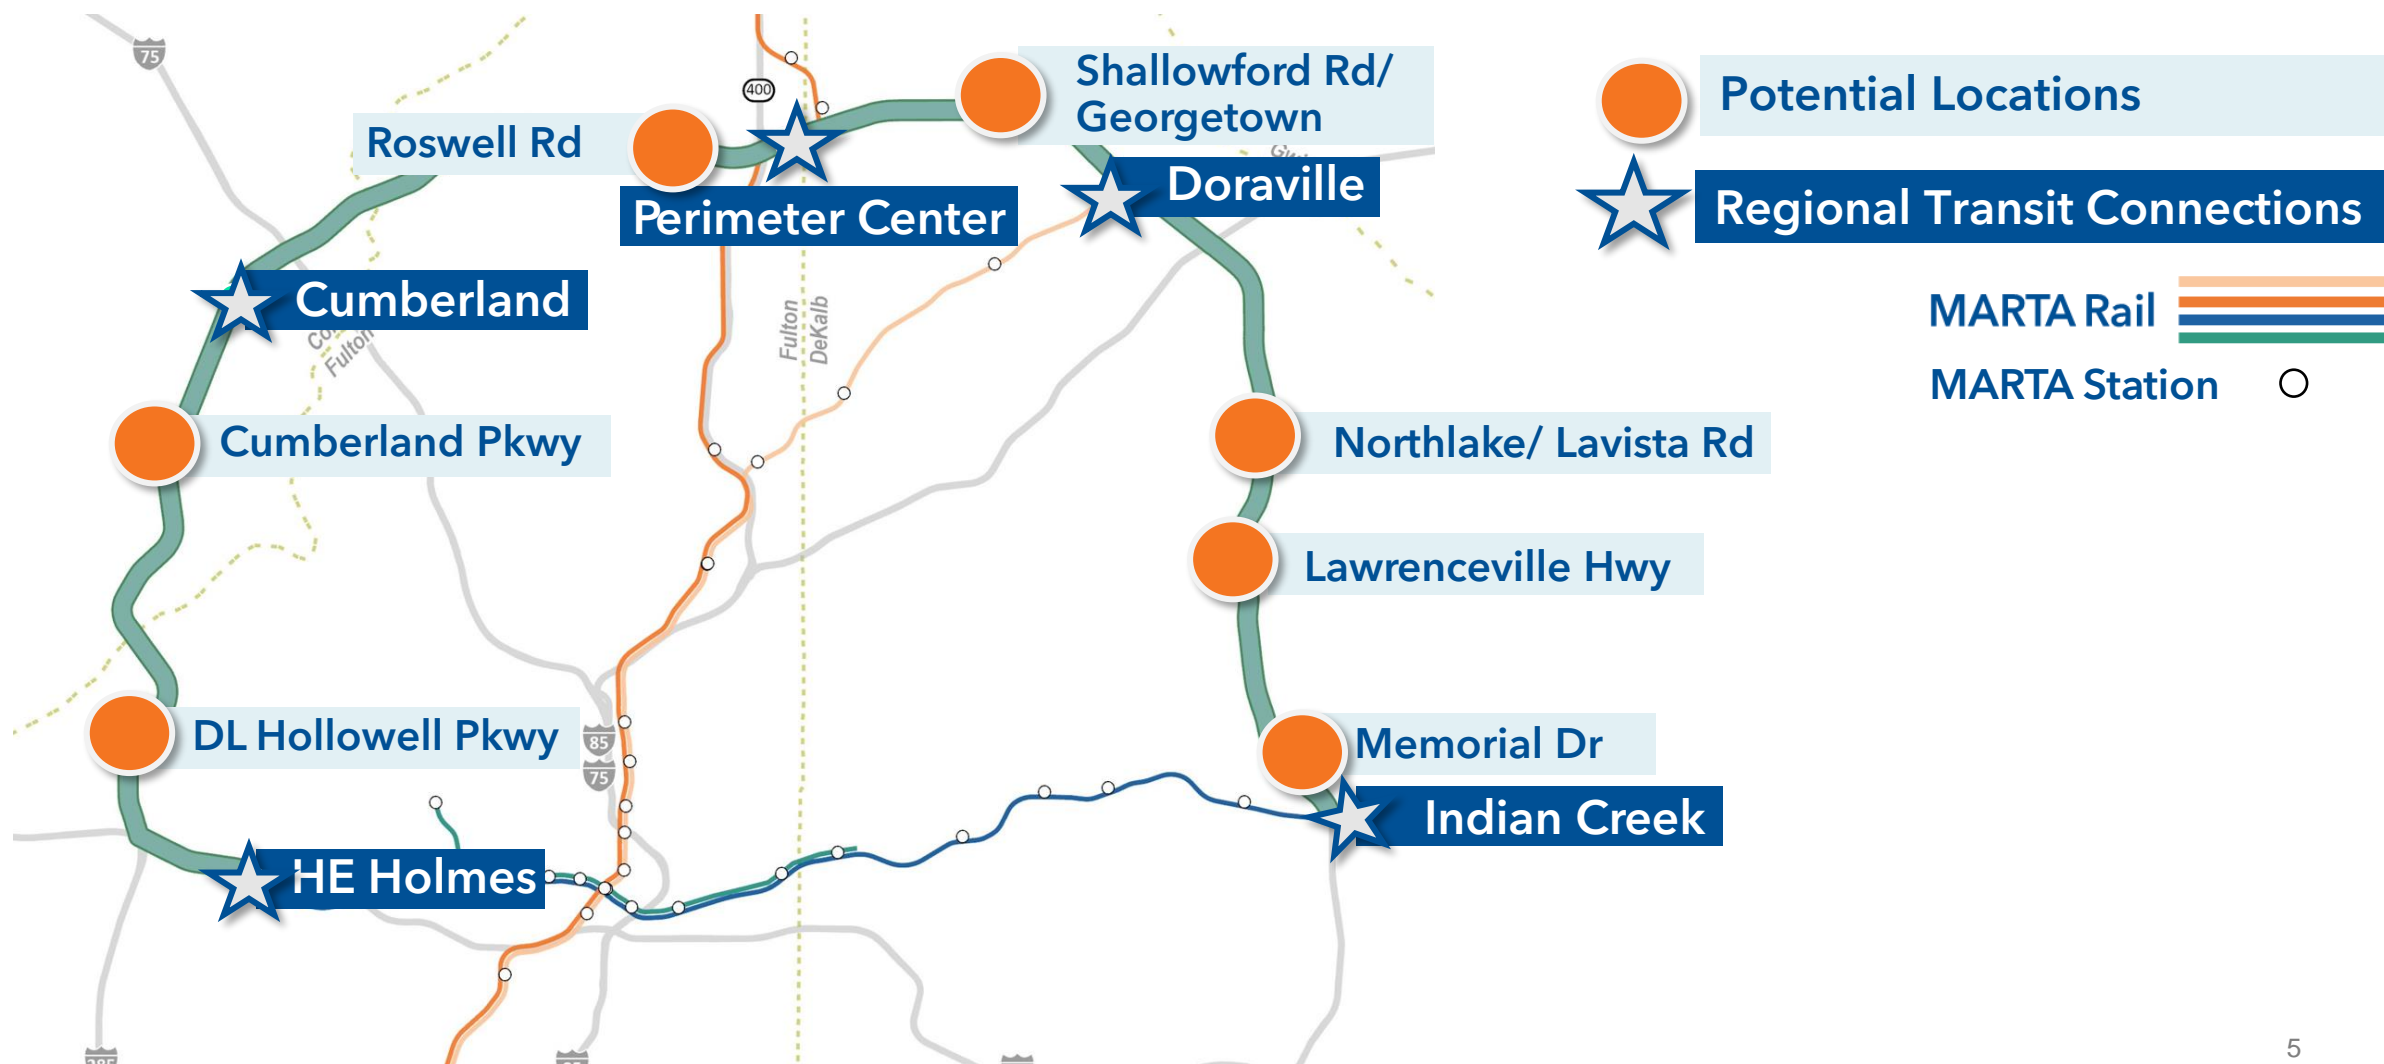 75
400
Shallowford Rd/
Georgetown
Potential Locations
Roswell Rd
Doraville
Regional Transit Connections
Perimeter Center
Cumberland
MARTA Rail
Fulton
DeKalb
Fulton
MARTA Station
Cumberland Pkwy
Northlake/ Lavista Rd
Lawrenceville Hwy
DL Hollowell Pkwy
85
75
Memorial Dr
Indian Creek
HE Holmes
5